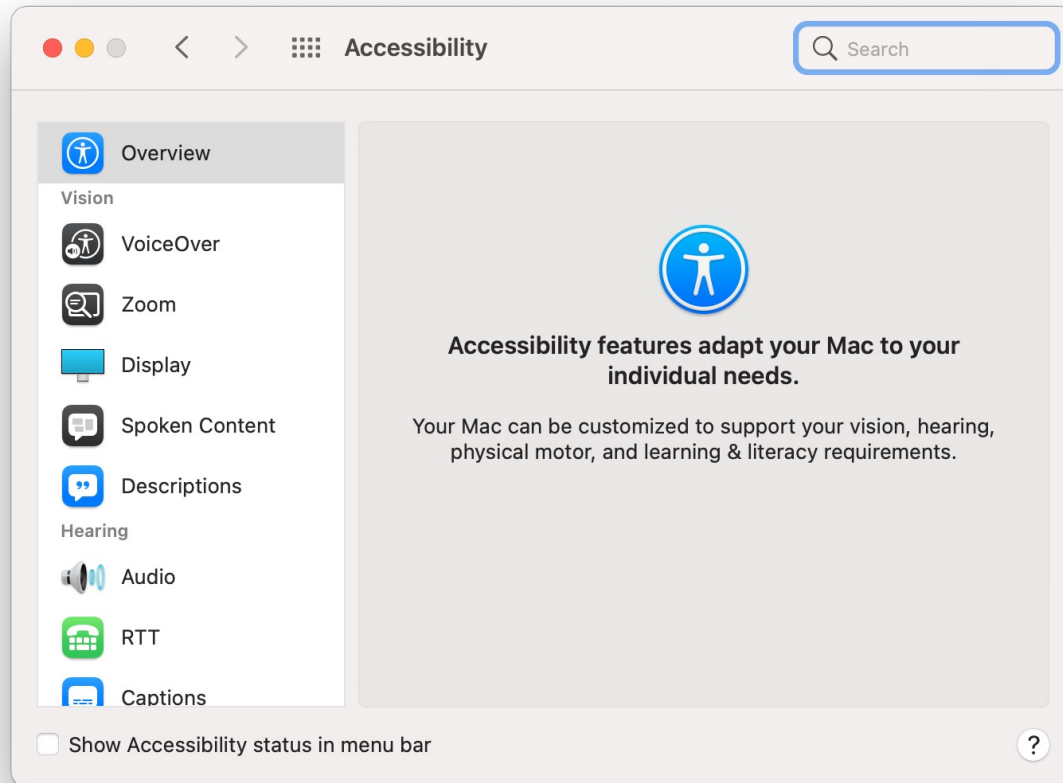 Accessibility
Search
Overview
Vision
VoiceOver
Zoom
Display
Spoken Content
Descriptions
Hearing
Audio
RTT
Captions
Accessibility features adapt your Mac to your
individual needs.
Your Mac can be customized to support your vision, hearing,
physical motor, and learning & literacy requirements.
Show Accessibility status in menu bar
?